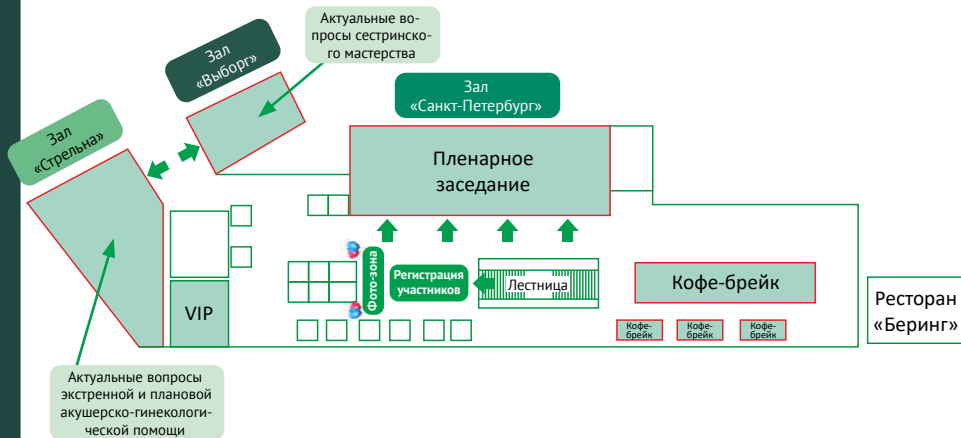 Актуальные во-
просы сестринско-
го мастерства
Зал
«Выборг»
Зал
«Санкт-Петербург»
Зал
«Стрельна»
Пленарное
заседание
Фото-зона
Регистрация
участников
Лестница
Кофе-брейк
VIP
Ресторан
«Беринг»
Кофе-
брейк
Кофе-
брейк
Кофе-
брейк
Актуальные вопросы
экстренной и плановой
акушерско-гинекологи-
ческой помощи